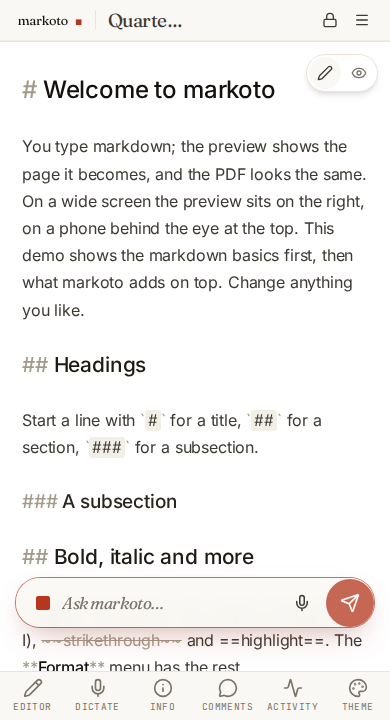 markoto
Quarte...
# Welcome to markoto
You type markdown; the preview shows the
page it becomes, and the PDF looks the same.
On a wide screen the preview sits on the right,
on a phone behind the eye at the top. This
demo shows the markdown basics first, then
what markoto adds on top. Change anything
you like.
## Headings
Start a line with `#` for a title, `##` for a
section, `###` for a subsection.
### A subsection
## Bold, italic and more
Ask markoto...
I), ~~strikethrough~~ and ==highlight==. The
**Format** menu has the rest
EDITOR DICTATE INFO COMMENTS ACTIVITY THEME